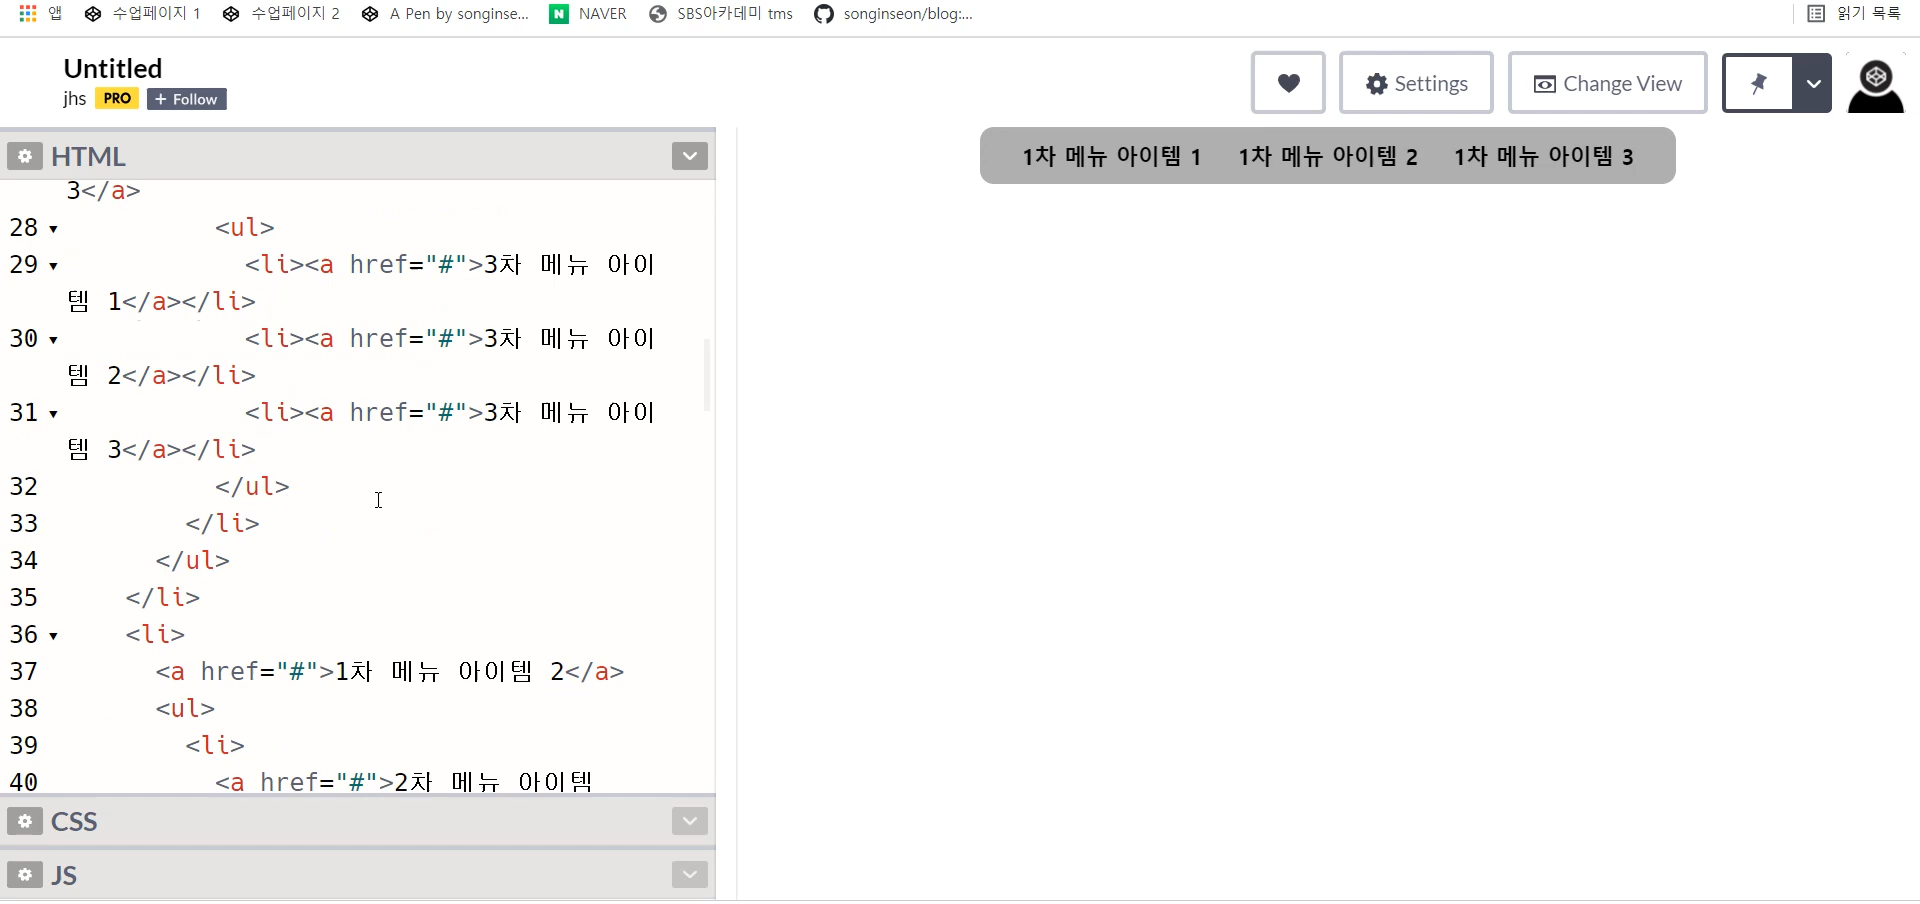 앱 수업페이지 1 수업페이지 2 A Pen by songinse... NAVER SBS아카데미 tms songinseon/blog:... 읽기 목록
Untitled
jhs PRO + Follow
Settings Change View
HTML
1차 메뉴 아이템 1 1차 메뉴 아이템 2 1차 메뉴 아이템 3
3</a>
28 <ul>
29 <li><a href="#">3차 메뉴 아이
템 1</a></li>
30 <li><a href="#">3차 메뉴 아이
템 2</a></li>
31 <li><a href="#">3차 메뉴 아이
템 3</a></li>
32 </ul>
33 </li>
34 </ul>
35 </li>
36 <li>
37 <a href="#">1차 메뉴 아이템 2</a>
38 <ul>
39 <li>
40 <a href="#">2차 메뉴 아이템
CSS
JS